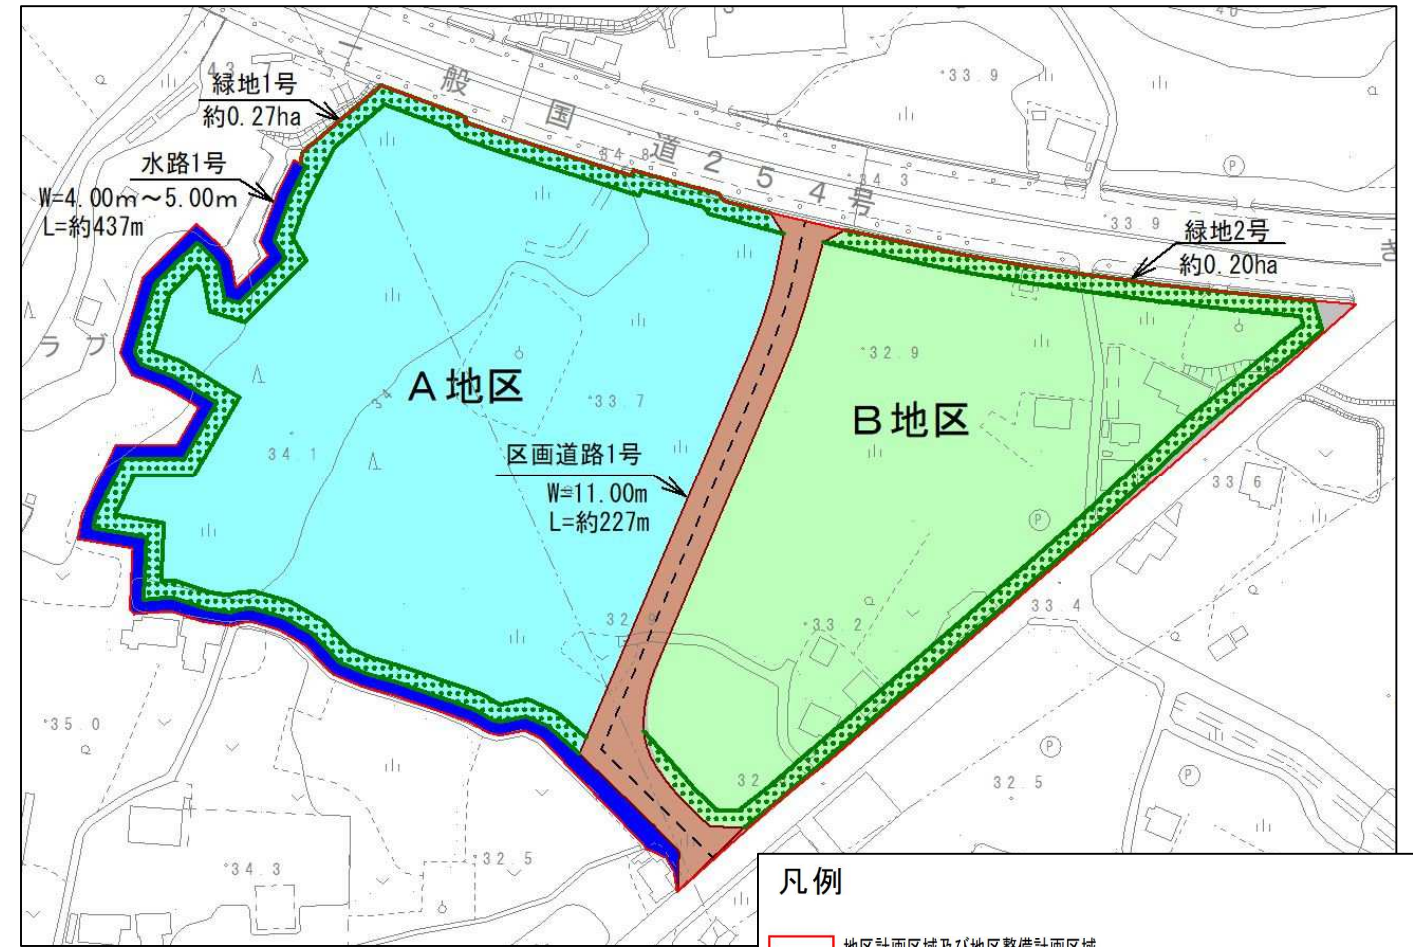 緑地1号
約0.27ha
水路1号
W=4.00m～5.00m
L=約437m
一般国道254号
緑地2号
約0.20ha
33.9
34.3
33.9
ラブ
A地区
B地区
32.9
33.7
34.1
区画道路1号
W=11.00m
L=約227m
33.4
33.2
35.0
32.5
32.5
34.3
凡例
地区計画区域及び地区整備計画区域